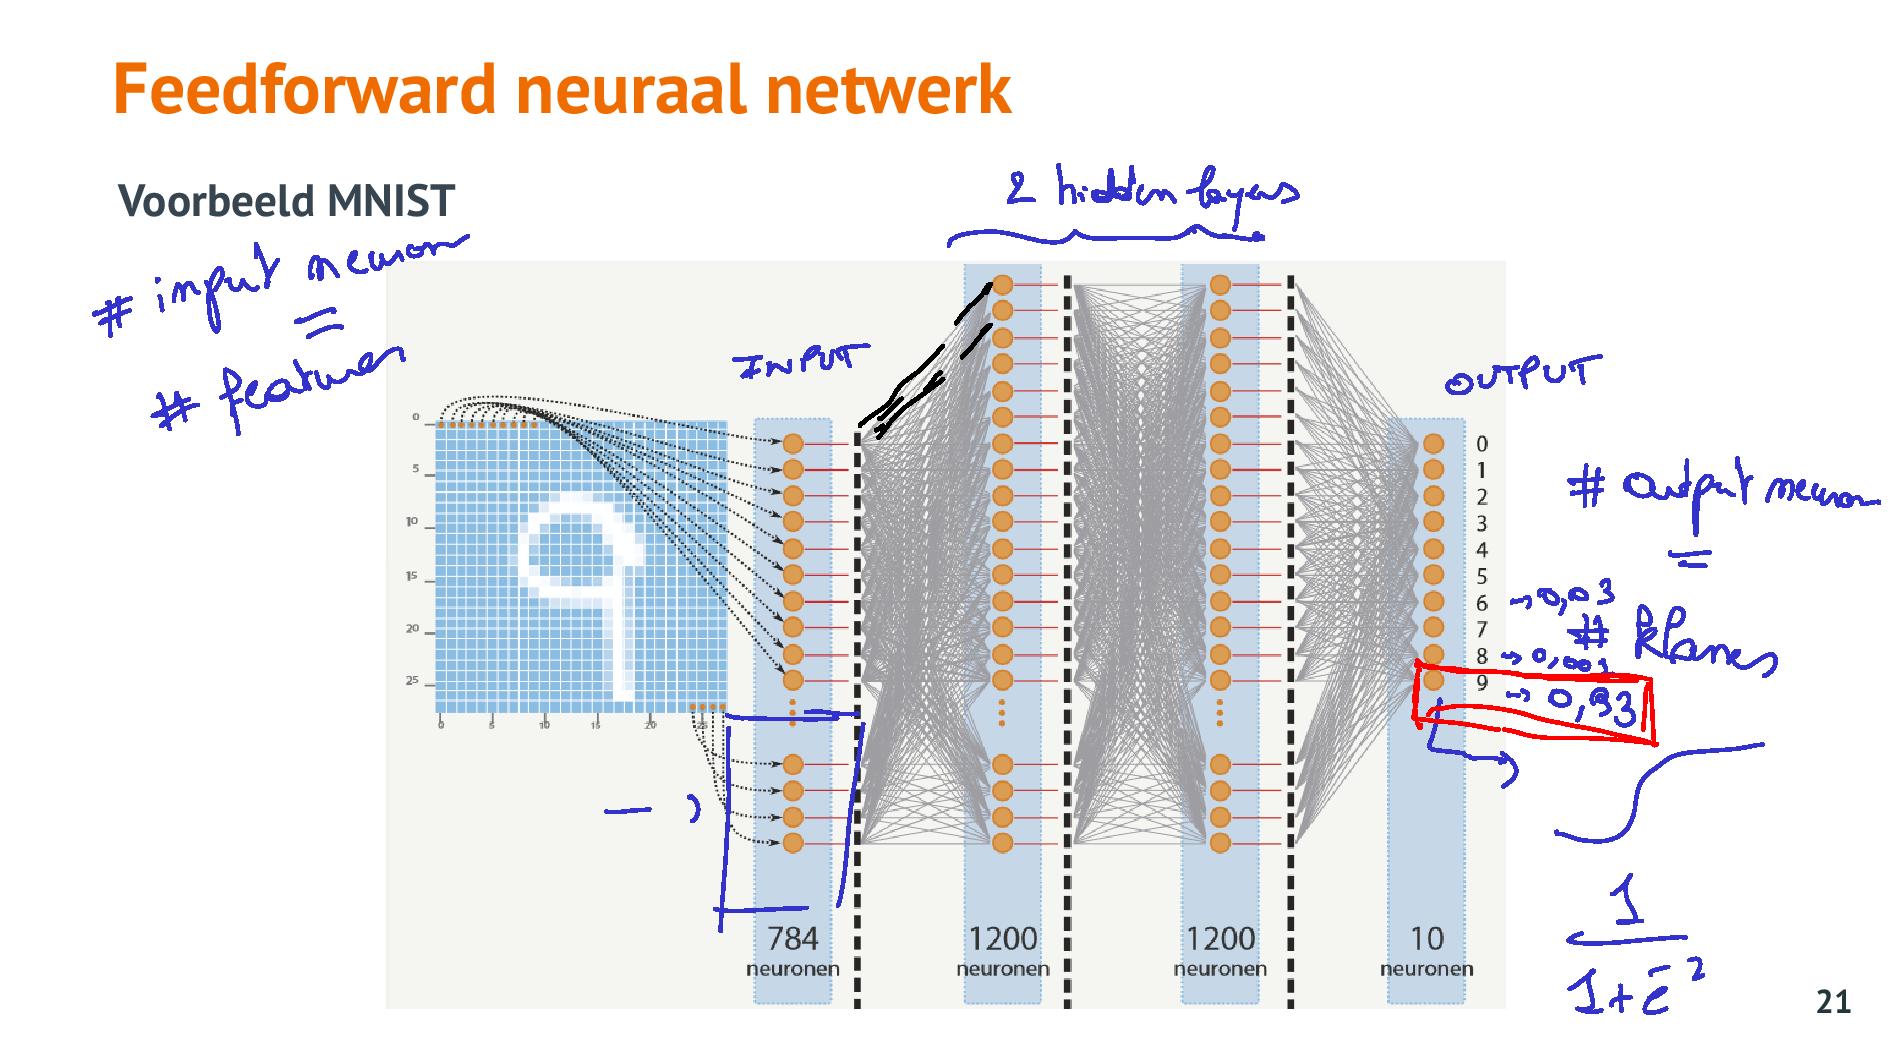 Feedforward neuraal netwerk
Voorbeeld MNIST
2 hidden layers
# input neuron
=
# features
INPUT
OUTPUT
0
5
10
15
20
25
0 5 10 15 20 25
0
1
2
3
4
5
6 → 0,03
7
8 → 0,001
9 → 0,93
# output neuron
=
# klasses
784
neuronen
1200
neuronen
1200
neuronen
10
neuronen
1
1+e
21